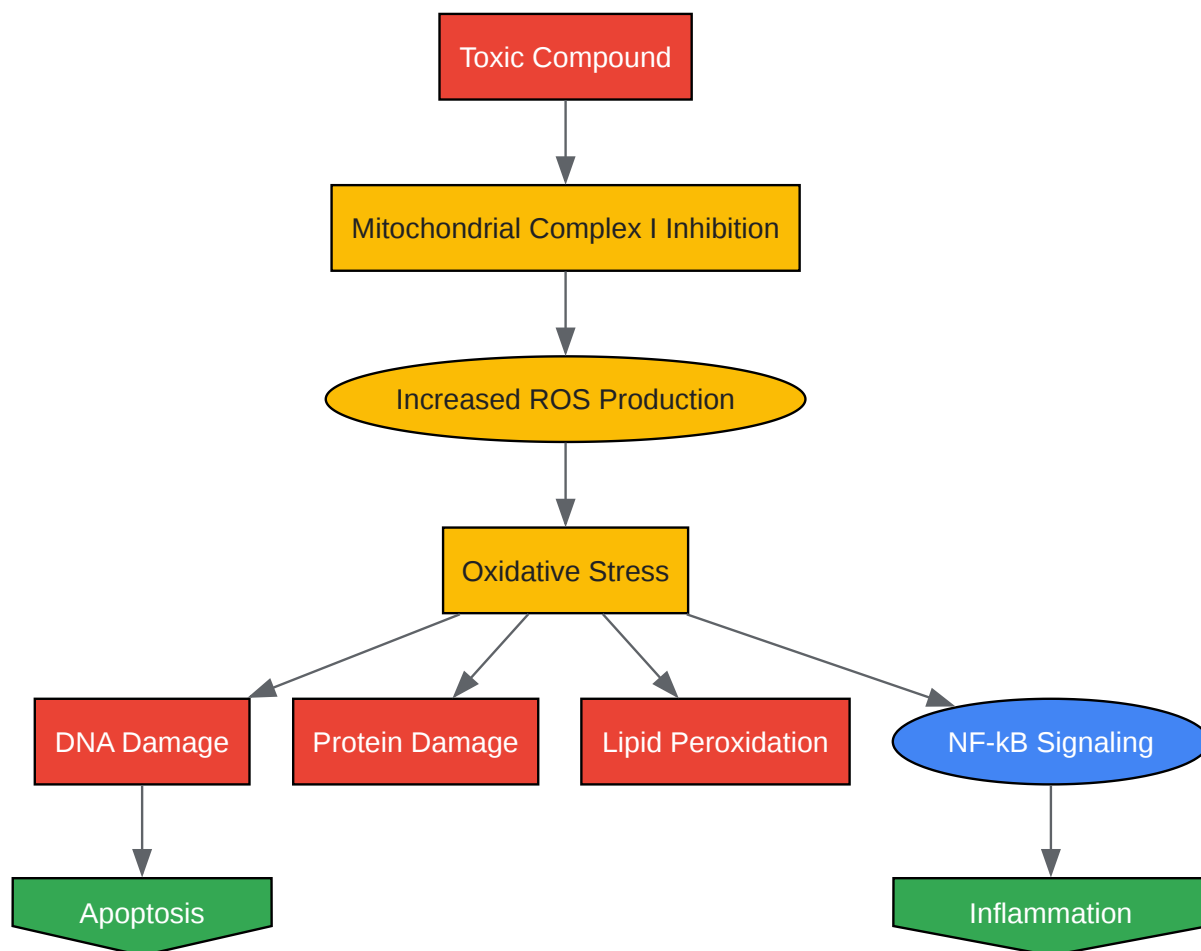 Toxic Compound
Mitochondrial Complex I Inhibition
Increased ROS Production
Oxidative Stress
DNA Damage
Protein Damage
Lipid Peroxidation
NF-kB Signaling
Apoptosis
Inflammation